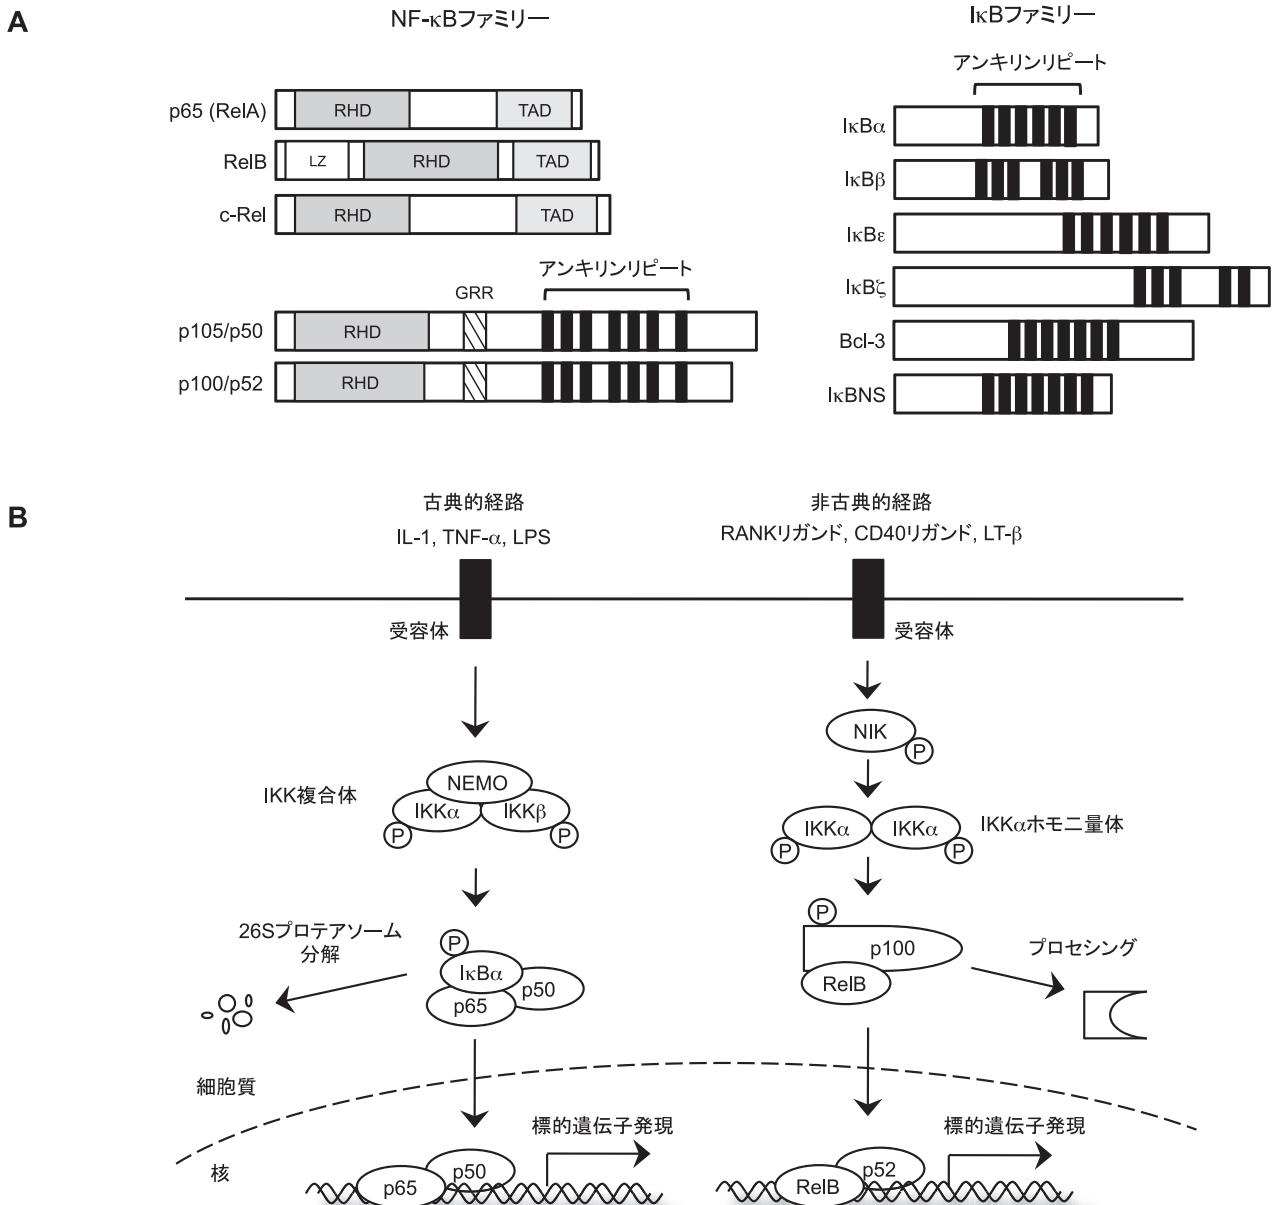 A
NF-κBファミリー
p65 (RelA)
RHD
TAD
RelB
LZ
RHD
TAD
c-Rel
RHD
TAD
アンキリンリピート
GRR
p105/p50
RHD
p100/p52
RHD
IκBファミリー
アンキリンリピート
IκBα
IκBβ
IκBε
IκBζ
Bcl-3
IκBNS
B
古典的経路
IL-1, TNF-α, LPS
受容体
IKK複合体
NEMO
IKKα
IKKβ
P
P
26Sプロテアソーム
分解
P
IκBα
p65
p50
細胞質
核
標的遺伝子発現
p50
p65
非古典的経路
RANKリガンド, CD40リガンド, LT-β
受容体
NIK
P
IKKα
IKKα
P
P
IKKαホモ二量体
P
p100
RelB
プロセシング
標的遺伝子発現
p52
RelB